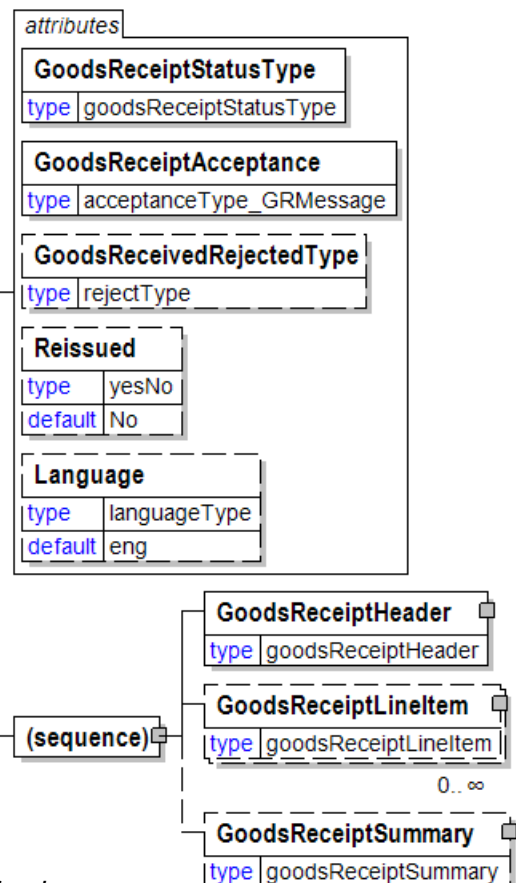 attributes
GoodsReceiptStatusType
type goodsReceiptStatusType
GoodsReceiptAcceptance
type acceptanceType_GRMessage
GoodsReceivedRejectedType
type rejectType
Reissued
type yesNo
default No
Language
type languageType
default eng
GoodsReceiptHeader
type goodsReceiptHeader
GoodsReceiptLineItem
(sequence) type goodsReceiptLineItem
0.. ∞
GoodsReceiptSummary
type goodsReceiptSummary